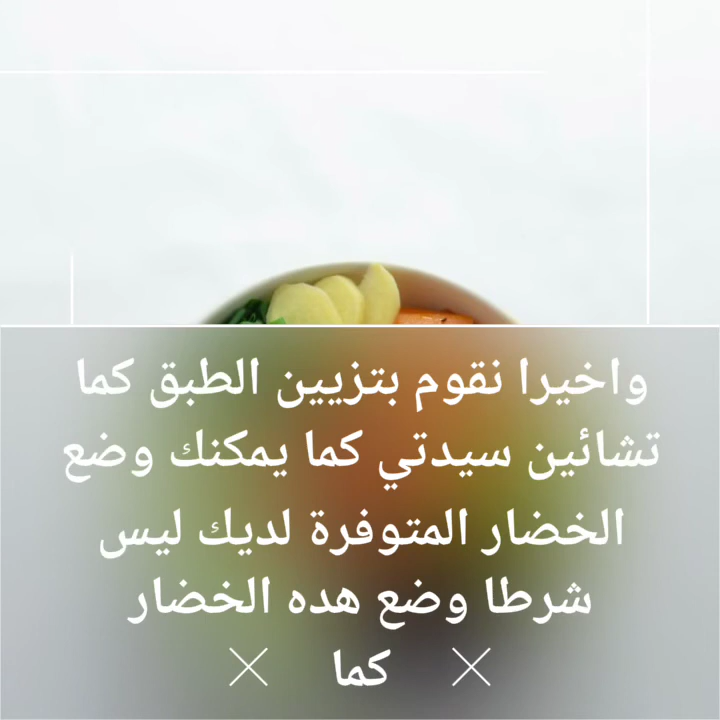 واخيرا نقوم بتزيين الطبق كما
تشائين سيدتي كما يمكنك وضع
الخضار المتوفرة لديك ليس
شرطا وضع هده الخضار
كما